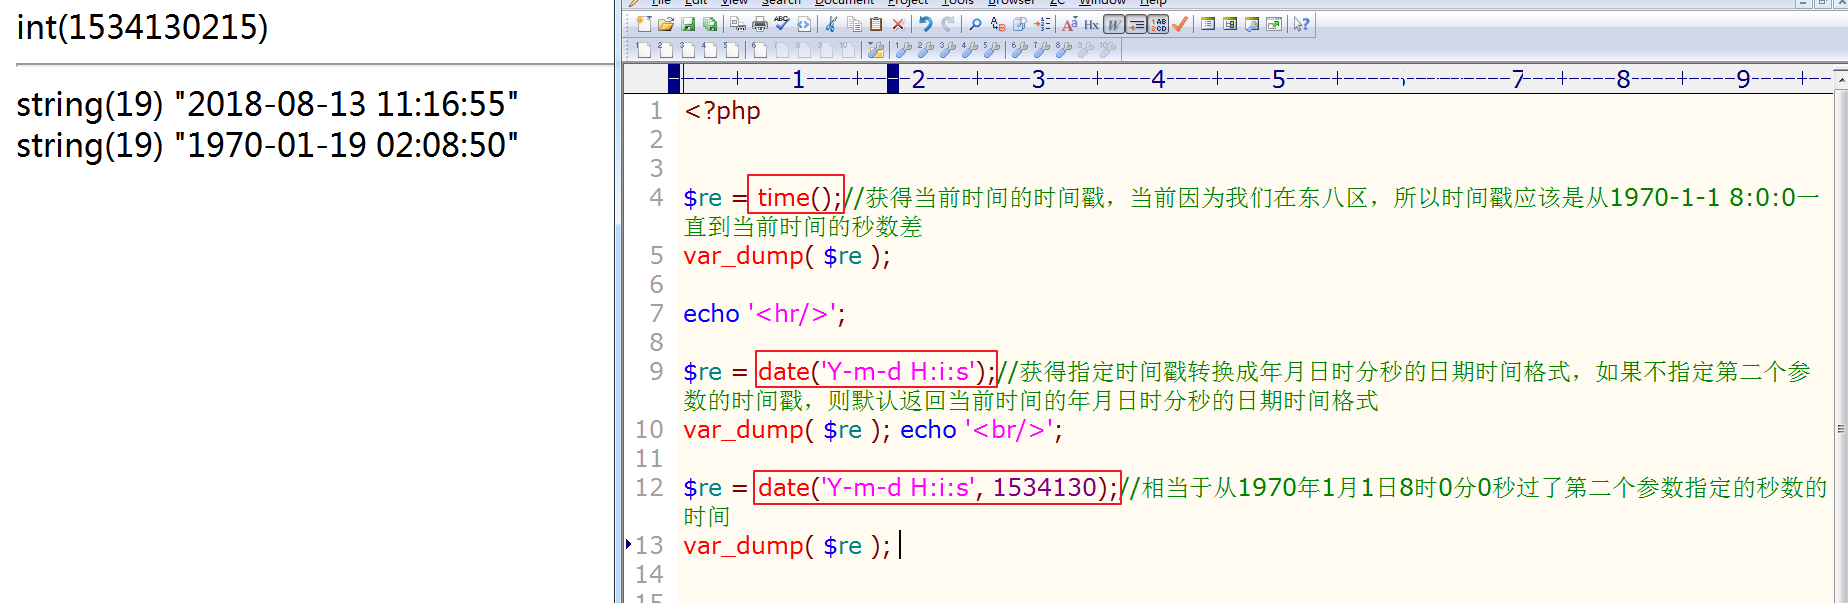 int(1534130215)
string(19) "2018-08-13 11:16:55"
string(19) "1970-01-19 02:08:50"
File Edit View Search Document Project Tools Browser ZC Window Help
----+----1----+----2----+----3----+----4----+----5----+----7----+----8----+----9----+--
1 <?php
2
3
4 $re = time();//获得当前时间的时间戳，当前因为我们在东八区，所以时间戳应该是从1970-1-1 8:0:0一
直到当前时间的秒数差
5 var_dump( $re );
6
7 echo '<hr/>';
8
9 $re = date('Y-m-d H:i:s');//获得指定时间戳转换成年月日时分秒的日期时间格式，如果不指定第二个参
数的时间戳，则默认返回当前时间的年月日时分秒的日期时间格式
10 var_dump( $re ); echo '<br/>';
11
12 $re = date('Y-m-d H:i:s', 1534130);//相当于从1970年1月1日8时0分0秒过了第二个参数指定的秒数的
时间
13 var_dump( $re );
14
15